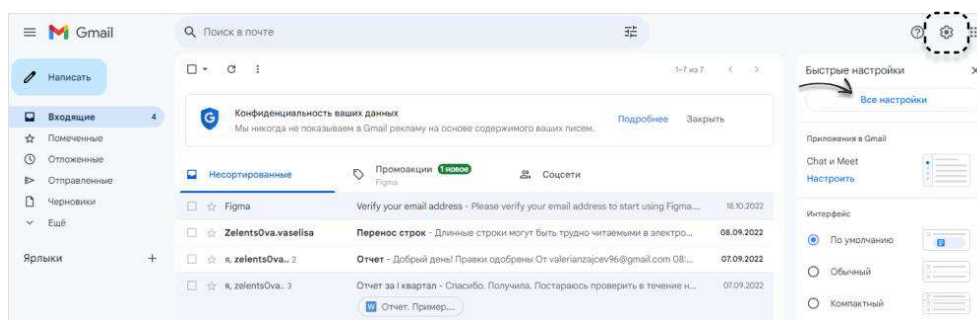 Gmail
Поиск в почте
Написать
Входящие 4
Помеченные
Отложенные
Отправленные
Черновики
Ещё
Ярлыки +
1–7 из 7
Конфиденциальность ваших данных
Мы никогда не показываем в Gmail рекламу на основе содержимого ваших писем.
Подробнее Закрыть
Несортированные
Промоакции 1 новое
Figma
Соцсети
Figma Verify your email address - Please verify your email address to start using Figma.... 18.10.2022
Zelents0va.vaselisa Перенос строк - Длинные строки могут быть трудно читаемыми в электро... 08.09.2022
я, zelents0va.. 2 Отчет - Добрый день! Правки одобрены От valerianzajcev96@gmail.com 08:... 07.09.2022
я, zelents0va.. 3 Отчет за I квартал - Спасибо. Получила. Постараюсь проверить в течение н... 07.09.2022
W Отчет. Пример....
Быстрые настройки
Все настройки
Приложения в Gmail
Chat и Meet
Настроить
Интерфейс
По умолчанию
Обычный
Компактный